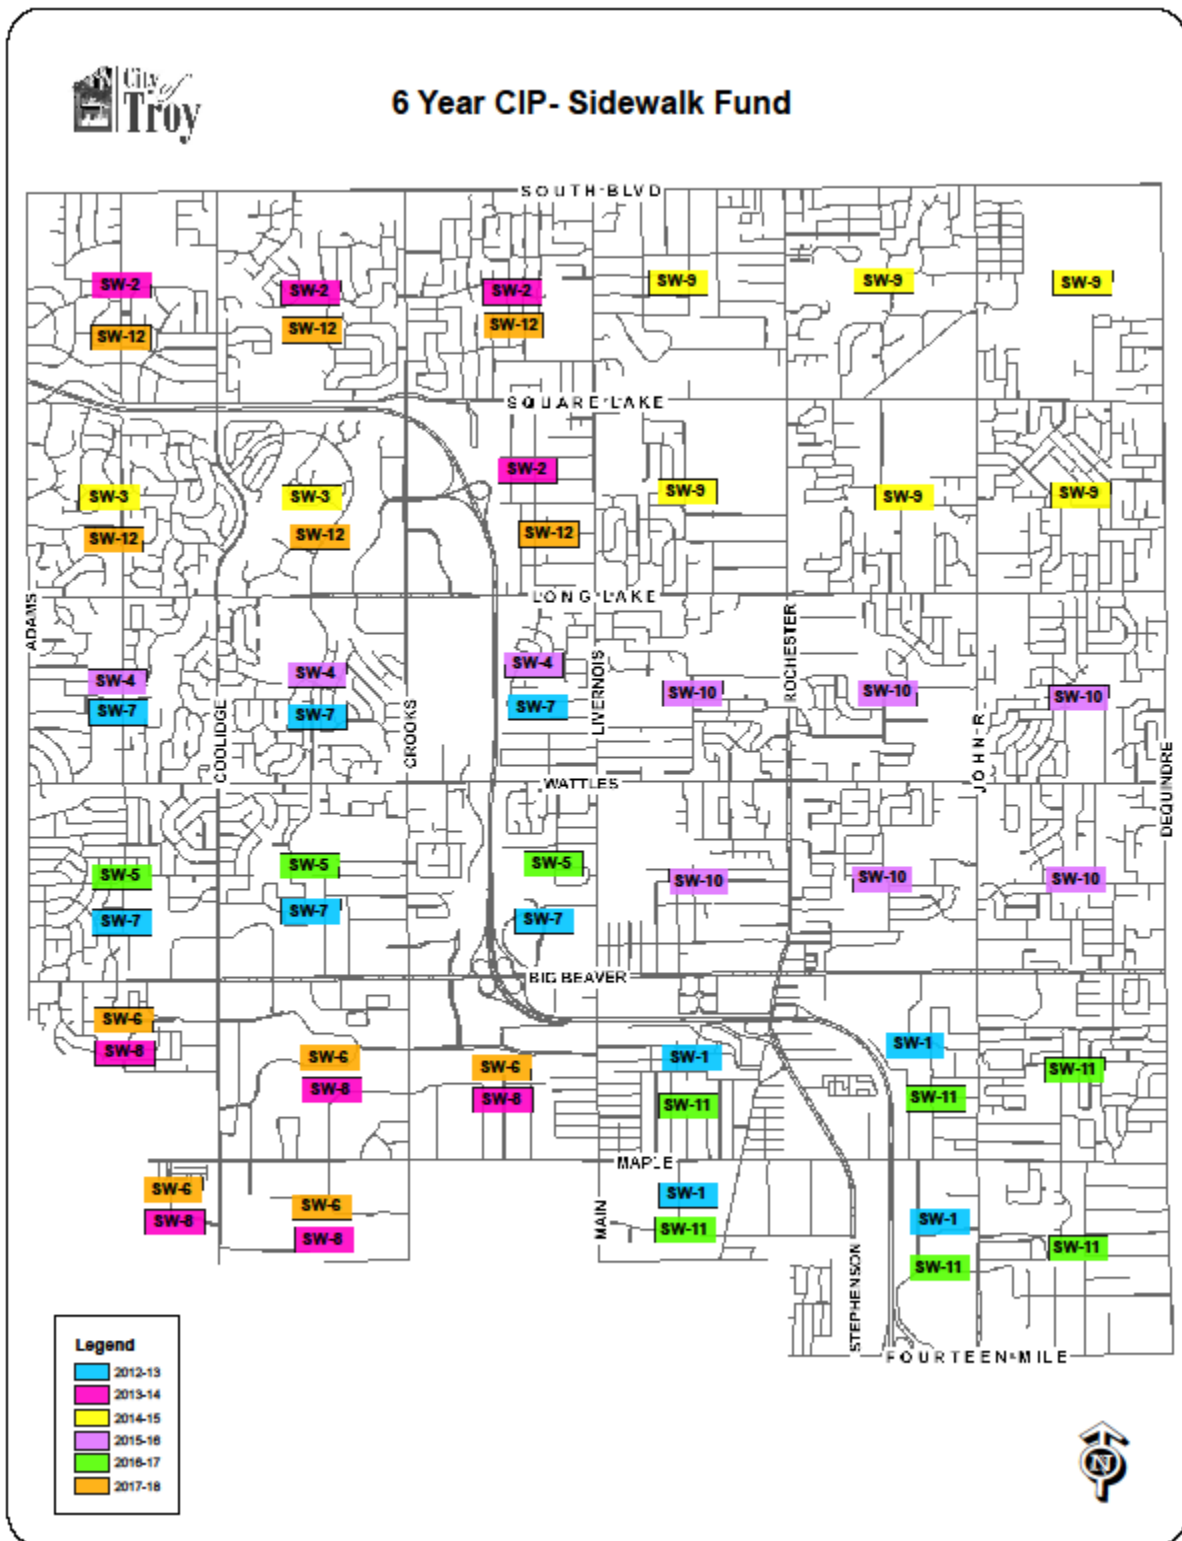 City of Troy
6 Year CIP- Sidewalk Fund
SOUTH BLVD
SW-2
SW-2
SW-2
SW-9
SW-9
SW-9
SW-12
SW-12
SW-12
SQUARE LAKE
SW-2
SW-3
SW-3
SW-9
SW-9
SW-9
SW-12
SW-12
SW-12
LONG LAKE
ADAMS
COOLIDGE
CROOKS
LIVERNOIS
ROCHESTER
JOHN R
DEQUINDRE
SW-4
SW-4
SW-4
SW-10
SW-10
SW-10
SW-7
SW-7
SW-7
WATTLES
SW-5
SW-5
SW-5
SW-10
SW-10
SW-10
SW-7
SW-7
SW-7
BIG BEAVER
SW-6
SW-6
SW-6
SW-1
SW-1
SW-11
SW-8
SW-8
SW-8
SW-11
SW-11
MAPLE
SW-6
SW-6
SW-1
SW-1
SW-8
SW-8
SW-11
SW-11
SW-11
MAIN
STEPHENSON
FOURTEEN MILE
Legend
2012-13
2013-14
2014-15
2015-16
2016-17
2017-18
N